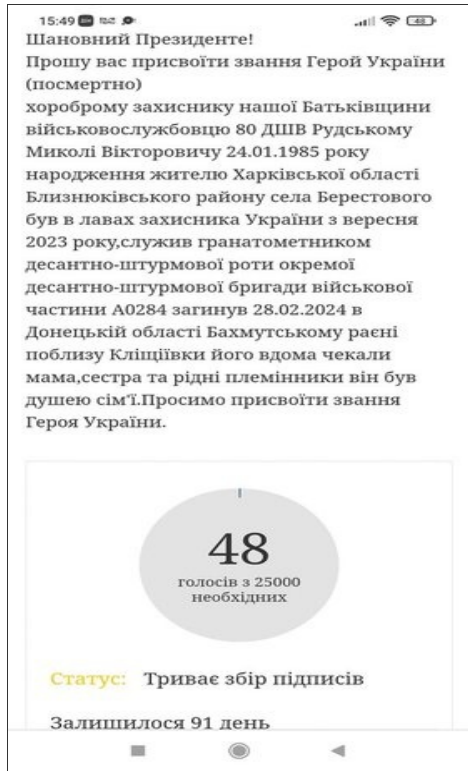 15:49
48
Шановний Президенте!
Прошу вас присвоїти звання Герой України
(посмертно)
хороброму захиснику нашої Батьківщини
військовослужбовцю 80 ДШВ Рудському
Миколі Вікторовичу 24.01.1985 року
народження жителю Харківської області
Близнюківського району села Берестового
був в лавах захисника України з вересня
2023 року,служив гранатометником
десантно-штурмової роти окремої
десантно-штурмової бригади військової
частини А0284 загинув 28.02.2024 в
Донецькій області Бахмутському раєні
поблизу Кліщіївки його вдома чекали
мама,сестра та рідні племінники він був
душею сім'ї.Просимо присвоїти звання
Героя України.
48
голосів з 25000
необхідних
Статус: Триває збір підписів
Залишилося 91 день